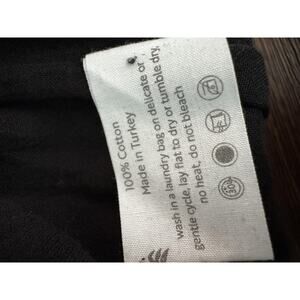 100% Cotton
Made in Turkey
wash in a laundry bag on delicate or
gentle cycle, lay flat to dry or tumble dry,
no heat, do not bleach
30°